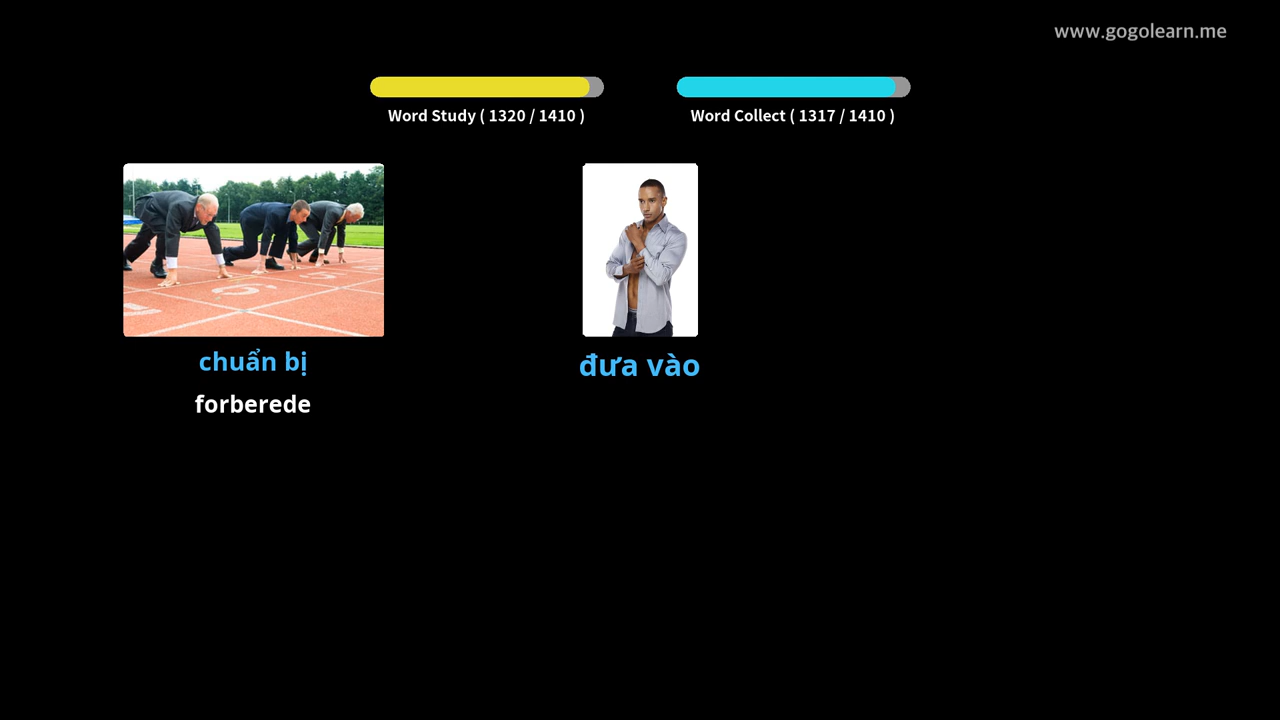 www.gogolearn.me
Word Study ( 1320 / 1410 )
Word Collect ( 1317 / 1410 )
chuẩn bị
forberede
đưa vào